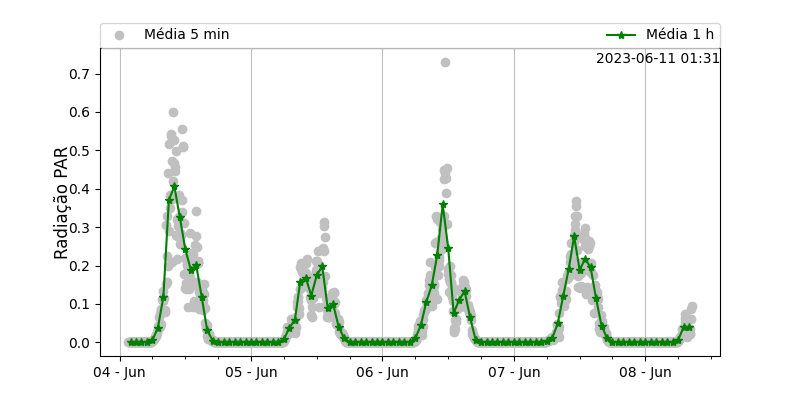 Média 5 min
Média 1 h
2023-06-11 01:31
Radiação PAR
0.7
0.6
0.5
0.4
0.3
0.2
0.1
0.0
04 - Jun
05 - Jun
06 - Jun
07 - Jun
08 - Jun